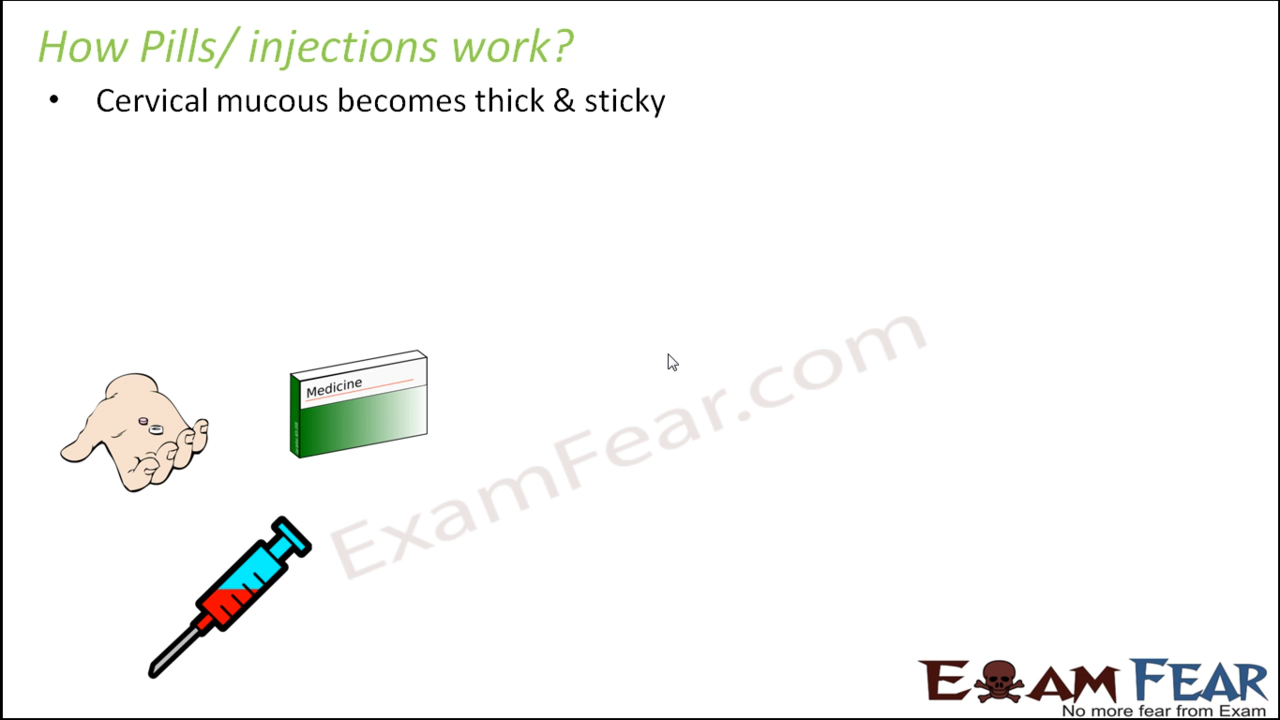 How Pills/ injections work?
• Cervical mucous becomes thick & sticky
Medicine
ExamFear.com
EXAM FEAR
No more fear from Exam